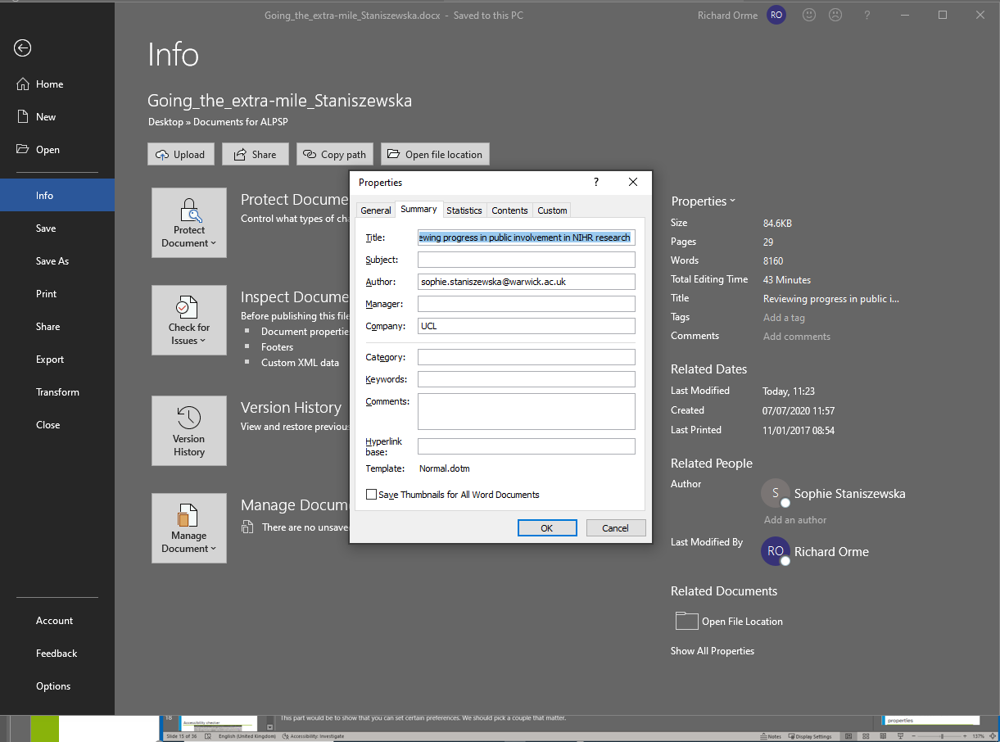 Going_the_extra-mile_Staniszewska.docx - Saved to this PC
Richard Orme RO ?
Info
Home
New
Open
Info
Save
Save As
Print
Share
Export
Transform
Close
Account
Feedback
Options
Going_the_extra-mile_Staniszewska
Desktop » Documents for ALPSP
Upload
Share
Copy path
Open file location
Protect Document
Protect Docume
Control what types of cha
Check for Issues
Inspect Docume
Before publishing this file
Document propertie
Footers
Custom XML data
Version History
Version History
View and restore previous
Manage Document
Manage Docum
There are no unsave
Properties ?
General Summary Statistics Contents Custom
Title: ewing progress in public involvement in NIHR research
Subject:
Author: sophie.staniszewska@warwick.ac.uk
Manager:
Company: UCL
Category:
Keywords:
Comments:
Hyperlink
base:
Template: Normal.dotm
Save Thumbnails for All Word Documents
OK Cancel
Properties
Size 84.6KB
Pages 29
Words 8160
Total Editing Time 43 Minutes
Title Reviewing progress in public i...
Tags Add a tag
Comments Add comments
Related Dates
Last Modified Today, 11:23
Created 07/07/2020 11:57
Last Printed 11/01/2017 08:54
Related People
Author S Sophie Staniszewska
Add an author
Last Modified By RO Richard Orme
Related Documents
Open File Location
Show All Properties
18 Accessibility checker
This part would be to show that you can set certain preferences. We should pick a couple that matter.
properties
Slide 15 of 36 English (United Kingdom) Accessibility: Investigate Notes Display Settings 137%